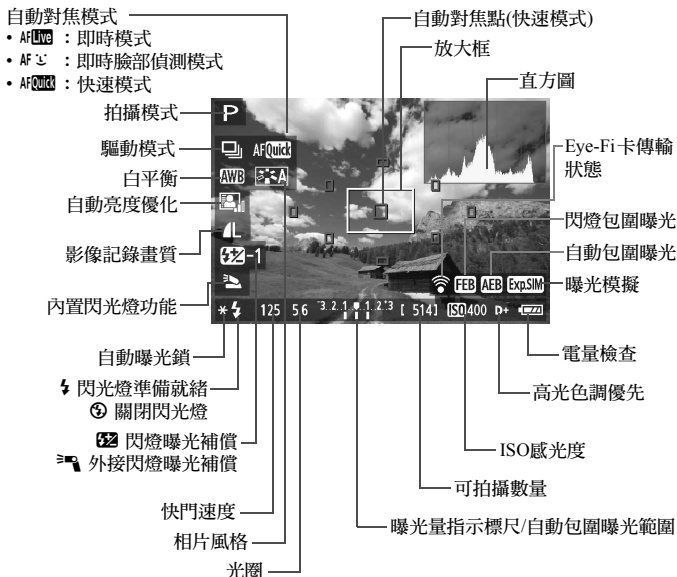 自動對焦模式
• AF Live ：即時模式
• AF ：即時臉部偵測模式
• AF Quick ：快速模式
自動對焦點(快速模式)
放大框
直方圖
拍攝模式
驅動模式
白平衡
自動亮度優化
影像記錄畫質
內置閃光燈功能
Eye-Fi卡傳輸
狀態
閃燈包圍曝光
自動包圍曝光
曝光模擬
P
AF Quick
AWB
A
L
-1
FEB AEB Exp.SIM
125 56 -3..2..1..▼..1..2.+3 [ 514] ISO 400 D+
自動曝光鎖
閃光燈準備就緒
關閉閃光燈
閃燈曝光補償
外接閃燈曝光補償
快門速度
相片風格
光圈
電量檢查
高光色調優先
ISO感光度
可拍攝數量
曝光量指示標尺/自動包圍曝光範圍